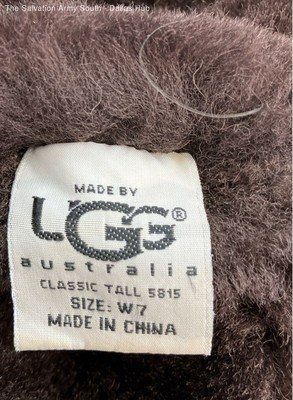 The Salvation Army South - Dallas Hub
MADE BY
UGG®
australia
CLASSIC TALL 5815
SIZE: W7
MADE IN CHINA